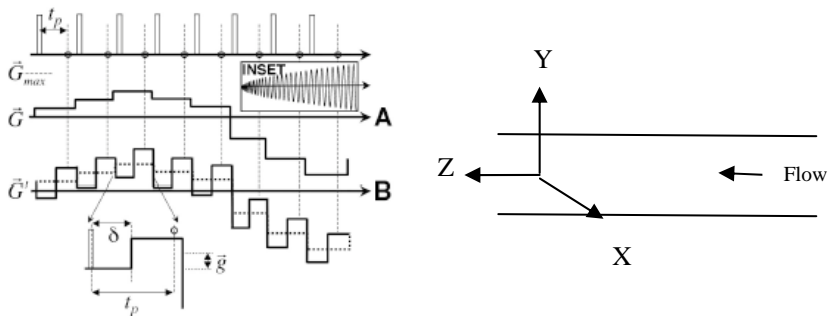 t_p
G⃗_max
INSET
G⃗
A
G⃗'
B
δ
ϕ
g⃗
t_p
Y
Z
Flow
X